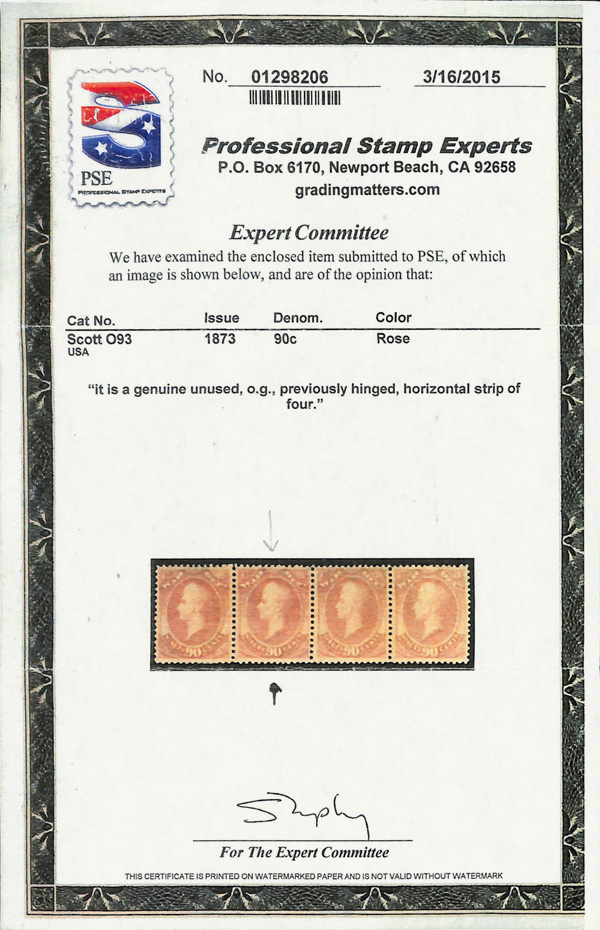 No. 01298206 3/16/2015
PSE
PROFESSIONAL STAMP EXPERTS
Professional Stamp Experts
P.O. Box 6170, Newport Beach, CA 92658
gradingmatters.com
Expert Committee
We have examined the enclosed item submitted to PSE, of which
an image is shown below, and are of the opinion that:
Cat No. Issue Denom. Color
Scott O93 1873 90c Rose
USA
“it is a genuine unused, o.g., previously hinged, horizontal strip of
four.”
90 90 90 90
For The Expert Committee
THIS CERTIFICATE IS PRINTED ON WATERMARKED PAPER AND IS NOT VALID WITHOUT WATERMARK